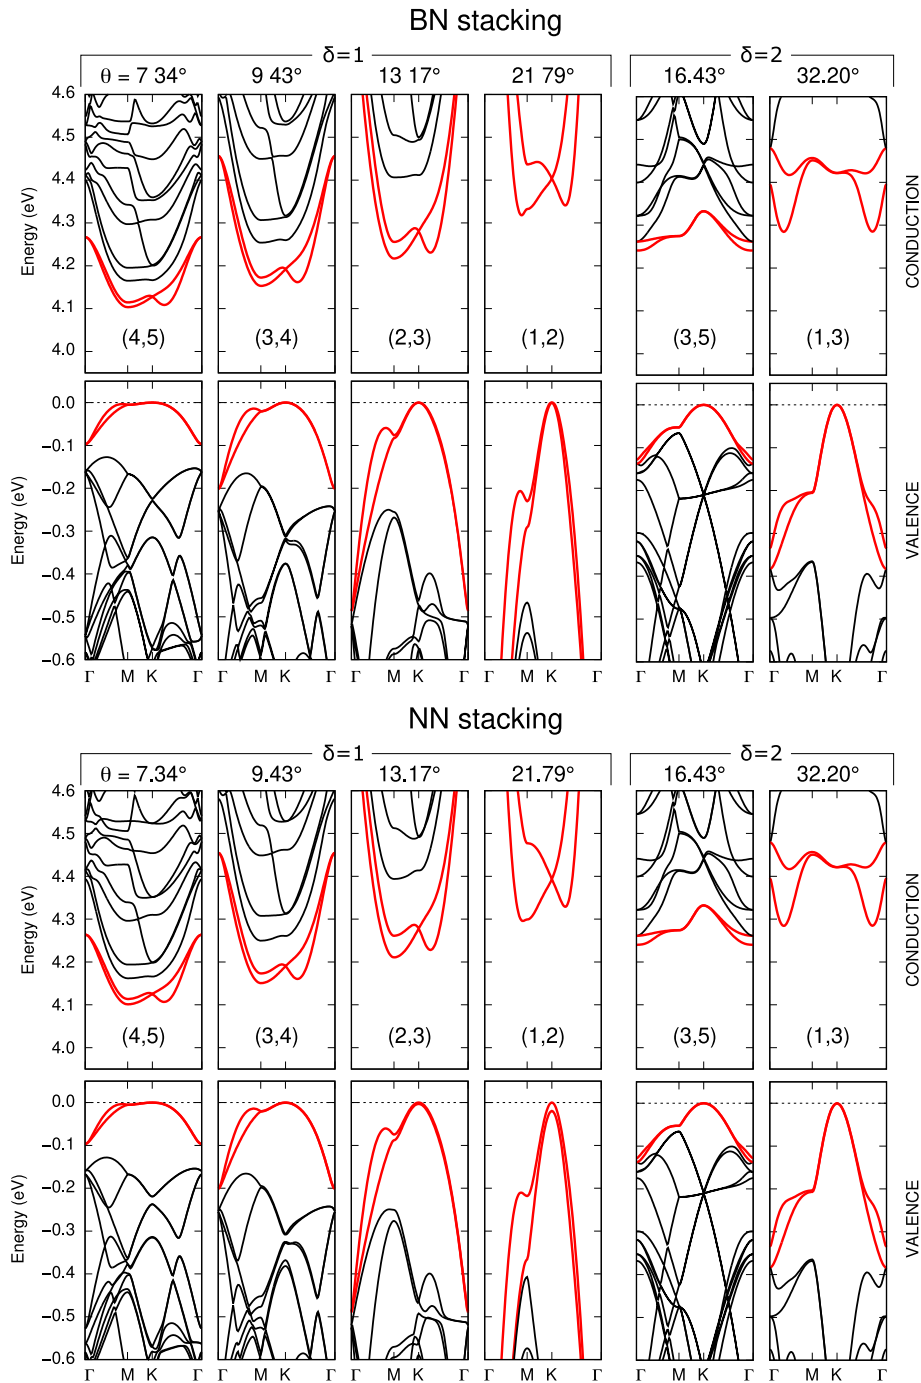 BN stacking
δ=1
δ=2
θ = 7 34° 9 43° 13 17° 21 79° 16.43° 32.20°
4.6
4.5
4.4
4.3
4.2
4.1
4.0
Energy (eV)
CONDUCTION
(4,5) (3,4) (2,3) (1,2) (3,5) (1,3)
0.0
−0.1
−0.2
−0.3
−0.4
−0.5
−0.6
Energy (eV)
VALENCE
Γ M K Γ M K Γ M K Γ M K Γ Γ M K Γ M K Γ
NN stacking
δ=1
δ=2
θ = 7.34° 9.43° 13.17° 21.79° 16.43° 32.20°
4.6
4.5
4.4
4.3
4.2
4.1
4.0
Energy (eV)
CONDUCTION
(4,5) (3,4) (2,3) (1,2) (3,5) (1,3)
0.0
−0.1
−0.2
−0.3
−0.4
−0.5
−0.6
Energy (eV)
VALENCE
Γ M K Γ M K Γ M K Γ M K Γ Γ M K Γ M K Γ